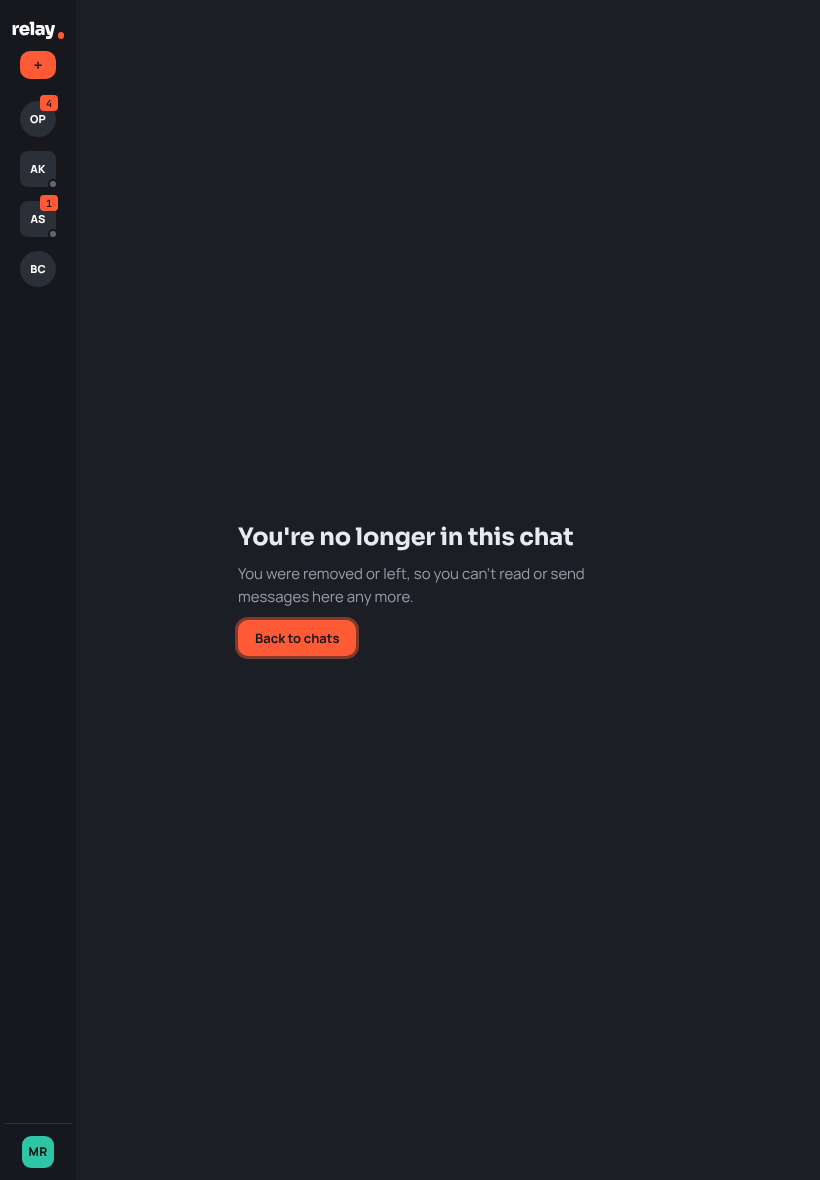 relay
+
4
OP
AK
1
AS
BC
You're no longer in this chat
You were removed or left, so you can't read or send
messages here any more.
Back to chats
MR